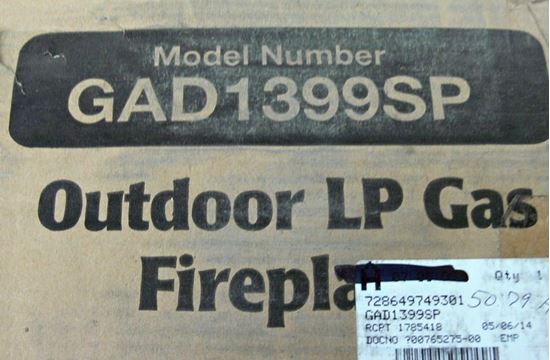 Model Number
GAD1399SP
Outdoor LP Gas
Firepla
H Qty 1
728649749301 50 79
GAD1399SP
RCPT 1785418 05/06/14
DOCNO 700765275-00 EMP